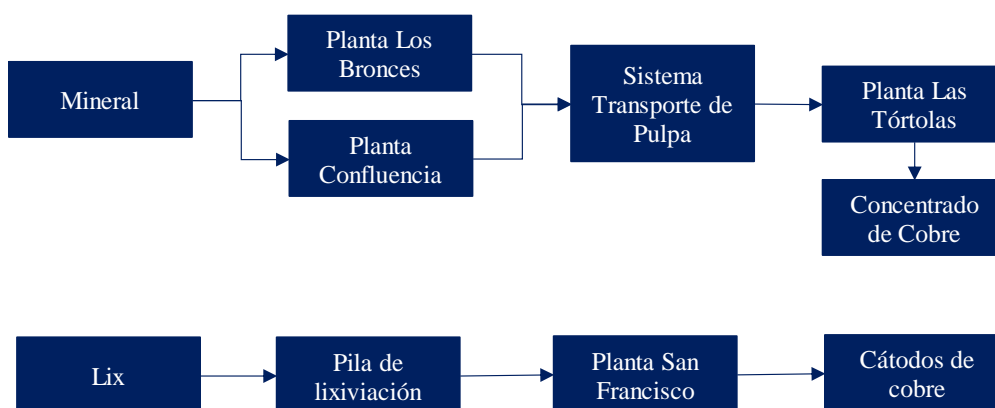 Mineral
Planta Los
Bronces
Planta
Confluencia
Sistema
Transporte de
Pulpa
Planta Las
Tórtolas
Concentrado
de Cobre
Lix
Pila de
lixiviación
Planta San
Francisco
Cátodos de
cobre